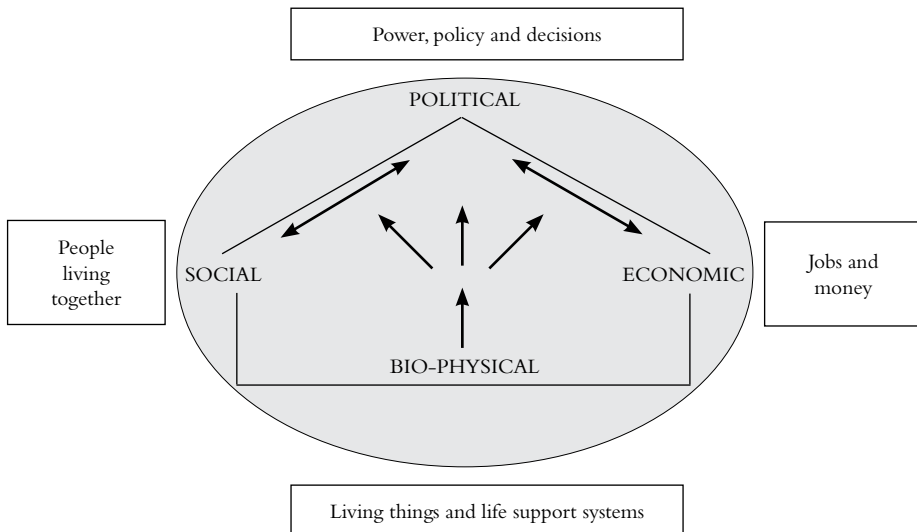 Power, policy and decisions
POLITICAL
People
living
together
SOCIAL
ECONOMIC
Jobs and
money
BIO-PHYSICAL
Living things and life support systems